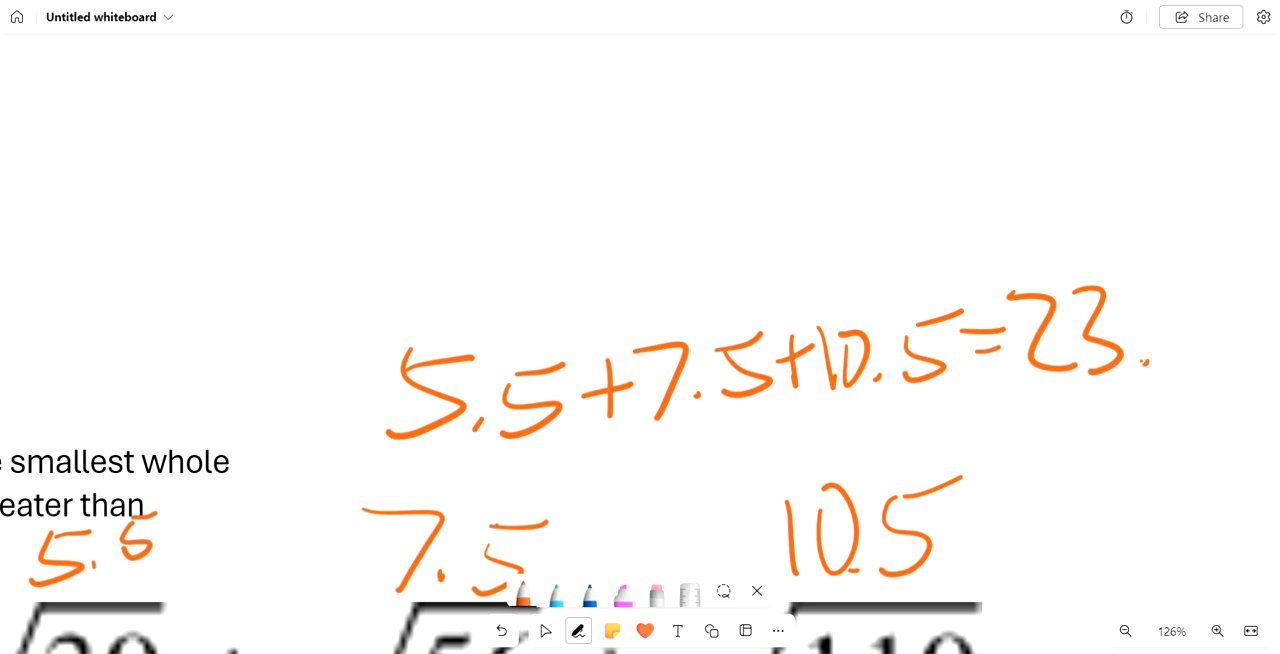 Untitled whiteboard
Share
5.5+7.5+10.5=23.
smallest whole
eater than
5.5
7.5
10.5
126%